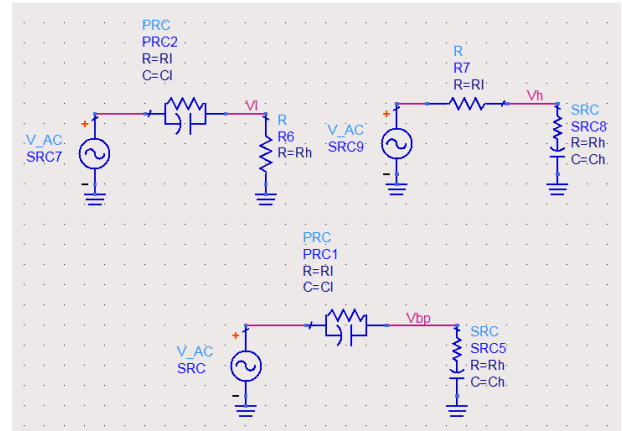 PRC
PRC2
R=Rl
C=Cl
Vl
R
R6
R=Rh
V_AC
SRC7
+
-
R
R7
R=Rl
Vh
SRC
SRC8
R=Rh
C=Ch
V_AC
SRC9
+
-
PRC
PRC1
R=Rl
C=Cl
Vbp
SRC
SRC5
R=Rh
C=Ch
V_AC
SRC
+
-